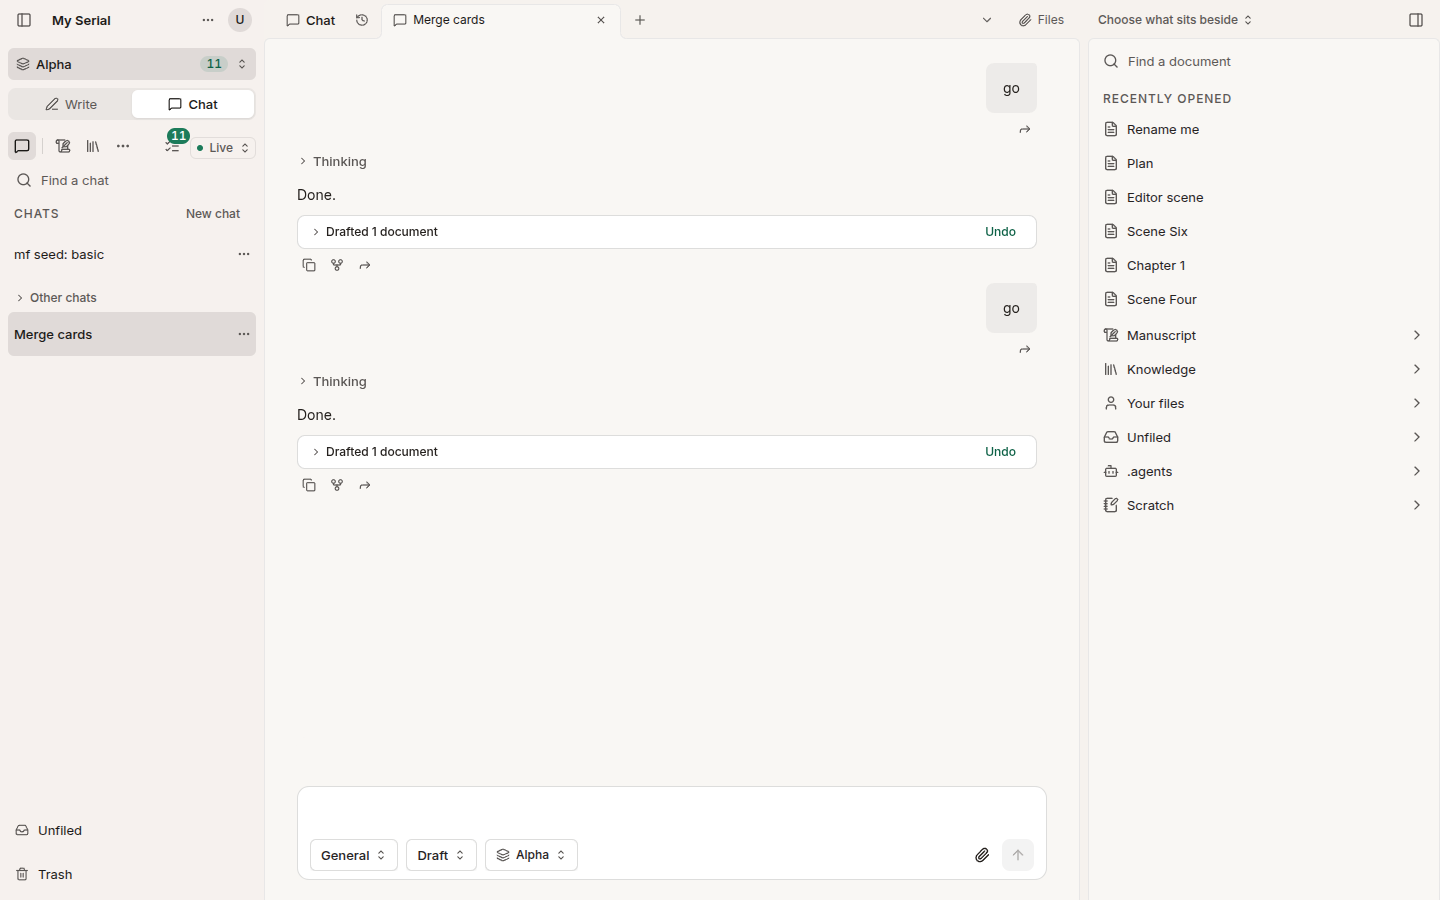 My Serial
U
Alpha
11
Write
Chat
11
Live
Find a chat
CHATS
New chat
mf seed: basic
Other chats
Merge cards
Unfiled
Trash
Chat
Merge cards
Files
go
Thinking
Done.
Drafted 1 document
Undo
go
Thinking
Done.
Drafted 1 document
Undo
General
Draft
Alpha
Choose what sits beside
Find a document
RECENTLY OPENED
Rename me
Plan
Editor scene
Scene Six
Chapter 1
Scene Four
Manuscript
Knowledge
Your files
Unfiled
.agents
Scratch